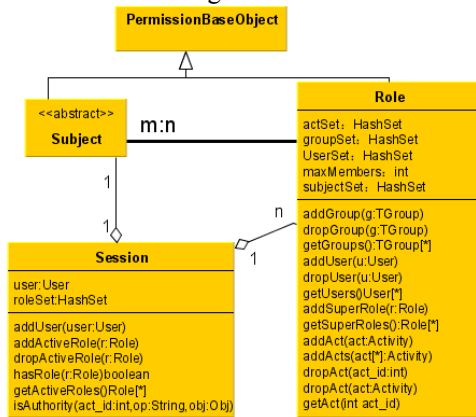 PermissionBaseObject
<<abstract>>
Subject
m:n
Role
actSet: HashSet
groupSet: HashSet
UserSet: HashSet
maxMembers: int
subjectSet: HashSet
addGroup(g:TGroup)
dropGroup(g:TGroup)
getGroups():TGroup[*]
addUser(u:User)
dropUser(u:User)
getUsers()User[*]
addSuperRole(r:Role)
getSuperRoles():Role[*]
addAct(act:Activity)
addActs(act[*]:Activity)
dropAct(act_id:int)
dropAct(act:Activity)
getAct(int act_id)
1
1
n
1
Session
user:User
roleSet:HashSet
addUser(user:User)
addActiveRole(r:Role)
dropActiveRole(r:Role)
hasRole(r:Role)boolean
getActiveRoles()Role[*]
isAuthority(act_id:int,op:String,obj:Obj)